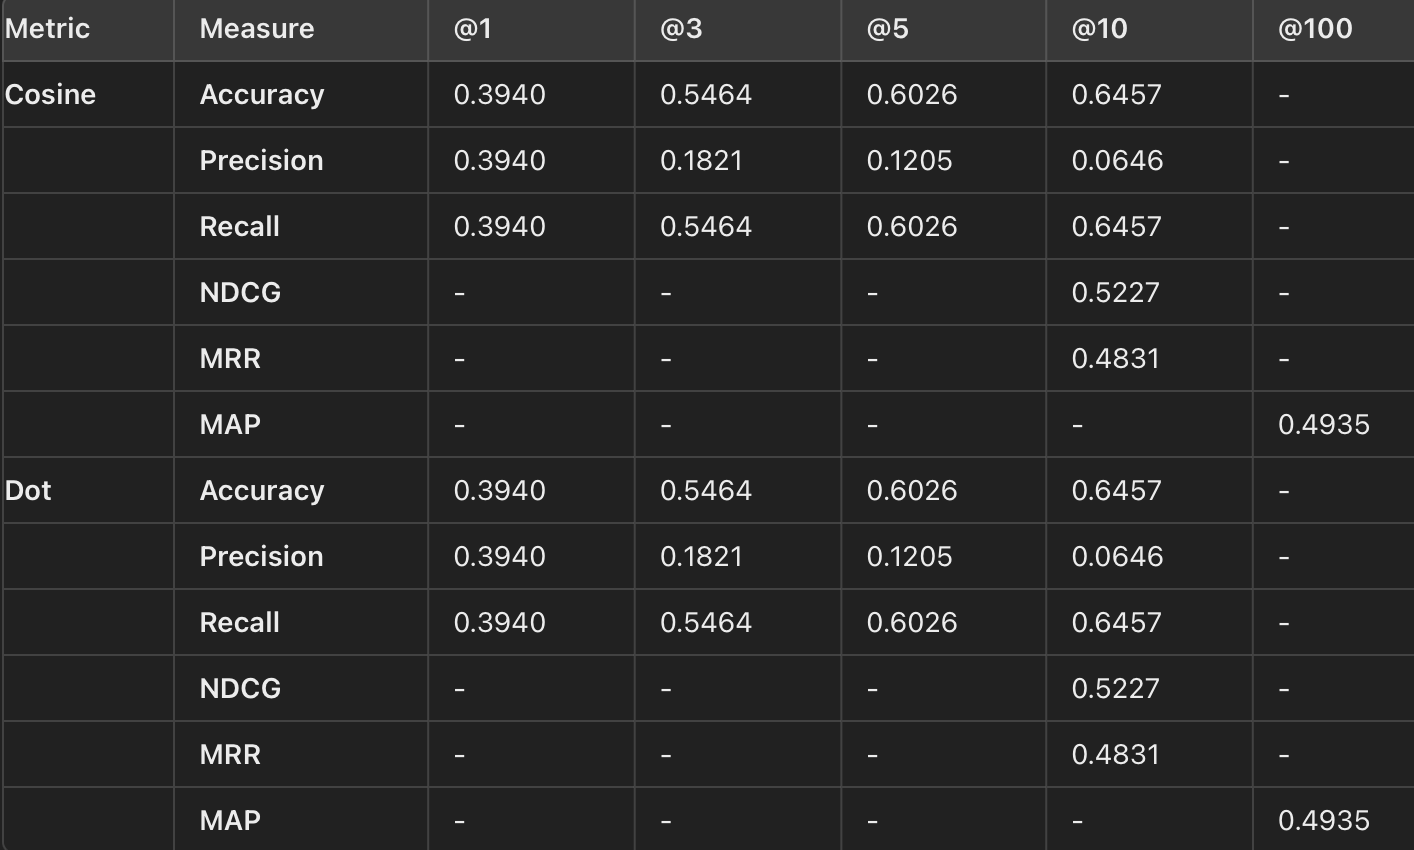 Metric Measure @1 @3 @5 @10 @100
Cosine Accuracy 0.3940 0.5464 0.6026 0.6457 -
Precision 0.3940 0.1821 0.1205 0.0646 -
Recall 0.3940 0.5464 0.6026 0.6457 -
NDCG - - - 0.5227 -
MRR - - - 0.4831 -
MAP - - - - 0.4935
Dot Accuracy 0.3940 0.5464 0.6026 0.6457 -
Precision 0.3940 0.1821 0.1205 0.0646 -
Recall 0.3940 0.5464 0.6026 0.6457 -
NDCG - - - 0.5227 -
MRR - - - 0.4831 -
MAP - - - - 0.4935